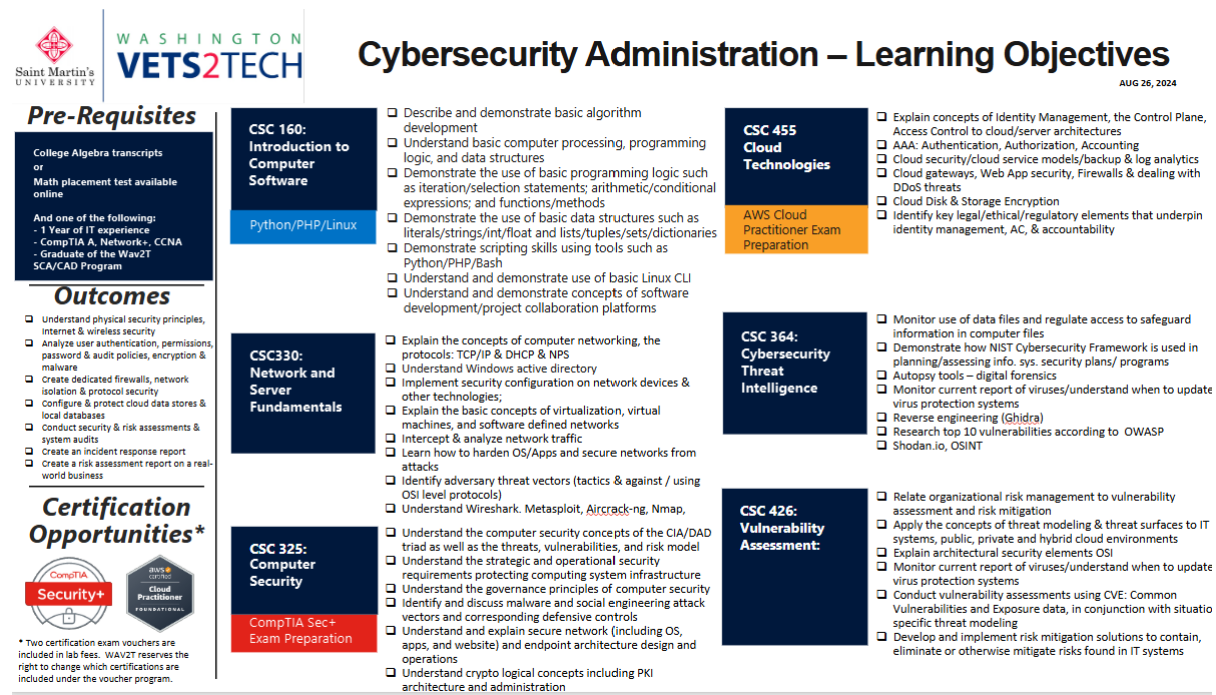 Saint Martin's
UNIVERSITY
WASHINGTON
VETS2TECH
Cybersecurity Administration – Learning Objectives
AUG 26, 2024
Pre-Requisites
College Algebra transcripts
or
Math placement test available
online
And one of the following:
- 1 Year of IT experience
- CompTIA A, Network+, CCNA
- Graduate of the Wav2T
SCA/CAD Program
Outcomes
Understand physical security principles,
Internet & wireless security
Analyze user authentication, permissions,
password & audit policies, encryption &
malware
Create dedicated firewalls, network
isolation & protocol security
Configure & protect cloud data stores &
local databases
Conduct security & risk assessments &
system audits
Create an incident response report
Create a risk assessment report on a real-
world business
Certification
Opportunities*
CompTIA
Security+
aws
certified
Cloud
Practitioner
FOUNDATIONAL
* Two certification exam vouchers are
included in lab fees. WAV2T reserves the
right to change which certifications are
included under the voucher program.
CSC 160:
Introduction to
Computer
Software
Python/PHP/Linux
Describe and demonstrate basic algorithm
development
Understand basic computer processing, programming
logic, and data structures
Demonstrate the use of basic programming logic such
as iteration/selection statements; arithmetic/conditional
expressions; and functions/methods
Demonstrate the use of basic data structures such as
literals/strings/int/float and lists/tuples/sets/dictionaries
Demonstrate scripting skills using tools such as
Python/PHP/Bash
Understand and demonstrate use of basic Linux CLI
Understand and demonstrate concepts of software
development/project collaboration platforms
CSC330:
Network and
Server
Fundamentals
Explain the concepts of computer networking, the
protocols: TCP/IP & DHCP & NPS
Understand Windows active directory
Implement security configuration on network devices &
other technologies;
Explain the basic concepts of virtualization, virtual
machines, and software defined networks
Intercept & analyze network traffic
Learn how to harden OS/Apps and secure networks from
attacks
Identify adversary threat vectors (tactics & against / using
OSI level protocols)
Understand Wireshark. Metasploit, Aircrack-ng, Nmap,
CSC 325:
Computer
Security
CompTIA Sec+
Exam Preparation
Understand the computer security concepts of the CIA/DAD
triad as well as the threats, vulnerabilities, and risk model
Understand the strategic and operational security
requirements protecting computing system infrastructure
Understand the governance principles of computer security
Identify and discuss malware and social engineering attack
vectors and corresponding defensive controls
Understand and explain secure network (including OS,
apps, and website) and endpoint architecture design and
operations
Understand crypto logical concepts including PKI
architecture and administration
CSC 455
Cloud
Technologies
AWS Cloud
Practitioner Exam
Preparation
Explain concepts of Identity Management, the Control Plane,
Access Control to cloud/server architectures
AAA: Authentication, Authorization, Accounting
Cloud security/cloud service models/backup & log analytics
Cloud gateways, Web App security, Firewalls & dealing with
DDoS threats
Cloud Disk & Storage Encryption
Identify key legal/ethical/regulatory elements that underpin
identity management, AC, & accountability
CSC 364:
Cybersecurity
Threat
Intelligence
Monitor use of data files and regulate access to safeguard
information in computer files
Demonstrate how NIST Cybersecurity Framework is used in
planning/assessing info. sys. security plans/ programs
Autopsy tools – digital forensics
Monitor current report of viruses/understand when to update
virus protection systems
Reverse engineering (Ghidra)
Research top 10 vulnerabilities according to OWASP
Shodan.io, OSINT
CSC 426:
Vulnerability
Assessment:
Relate organizational risk management to vulnerability
assessment and risk mitigation
Apply the concepts of threat modeling & threat surfaces to IT
systems, public, private and hybrid cloud environments
Explain architectural security elements OSI
Monitor current report of viruses/understand when to update
virus protection systems
Conduct vulnerability assessments using CVE: Common
Vulnerabilities and Exposure data, in conjunction with situatio
specific threat modeling
Develop and implement risk mitigation solutions to contain,
eliminate or otherwise mitigate risks found in IT systems